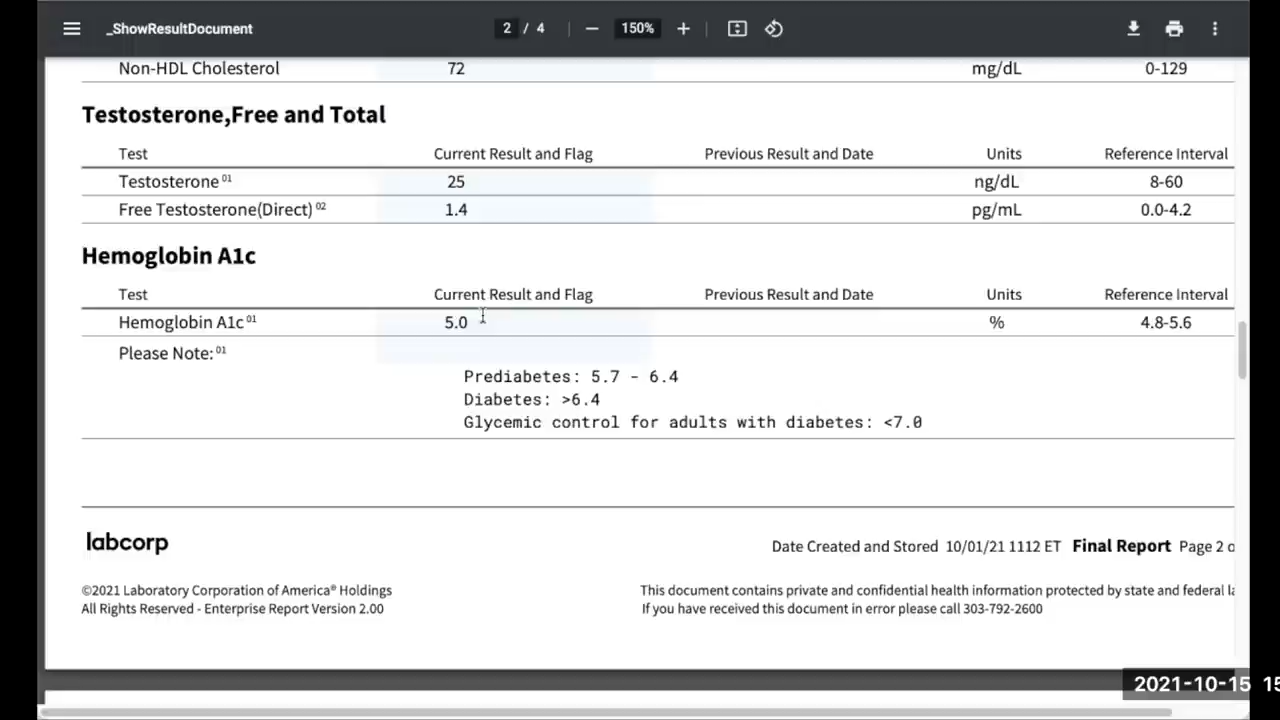 _ShowResultDocument 2 / 4 150%
Non-HDL Cholesterol 72 mg/dL 0-129
Testosterone,Free and Total
Test Current Result and Flag Previous Result and Date Units Reference Interval
Testosterone 01 25 ng/dL 8-60
Free Testosterone(Direct) 02 1.4 pg/mL 0.0-4.2
Hemoglobin A1c
Test Current Result and Flag Previous Result and Date Units Reference Interval
Hemoglobin A1c 01 5.0 % 4.8-5.6
Please Note: 01
Prediabetes: 5.7 - 6.4
Diabetes: >6.4
Glycemic control for adults with diabetes: <7.0
labcorp
Date Created and Stored 10/01/21 1112 ET Final Report Page 2 o
©2021 Laboratory Corporation of America® Holdings
All Rights Reserved - Enterprise Report Version 2.00
This document contains private and confidential health information protected by state and federal la
If you have received this document in error please call 303-792-2600
2021-10-15 15